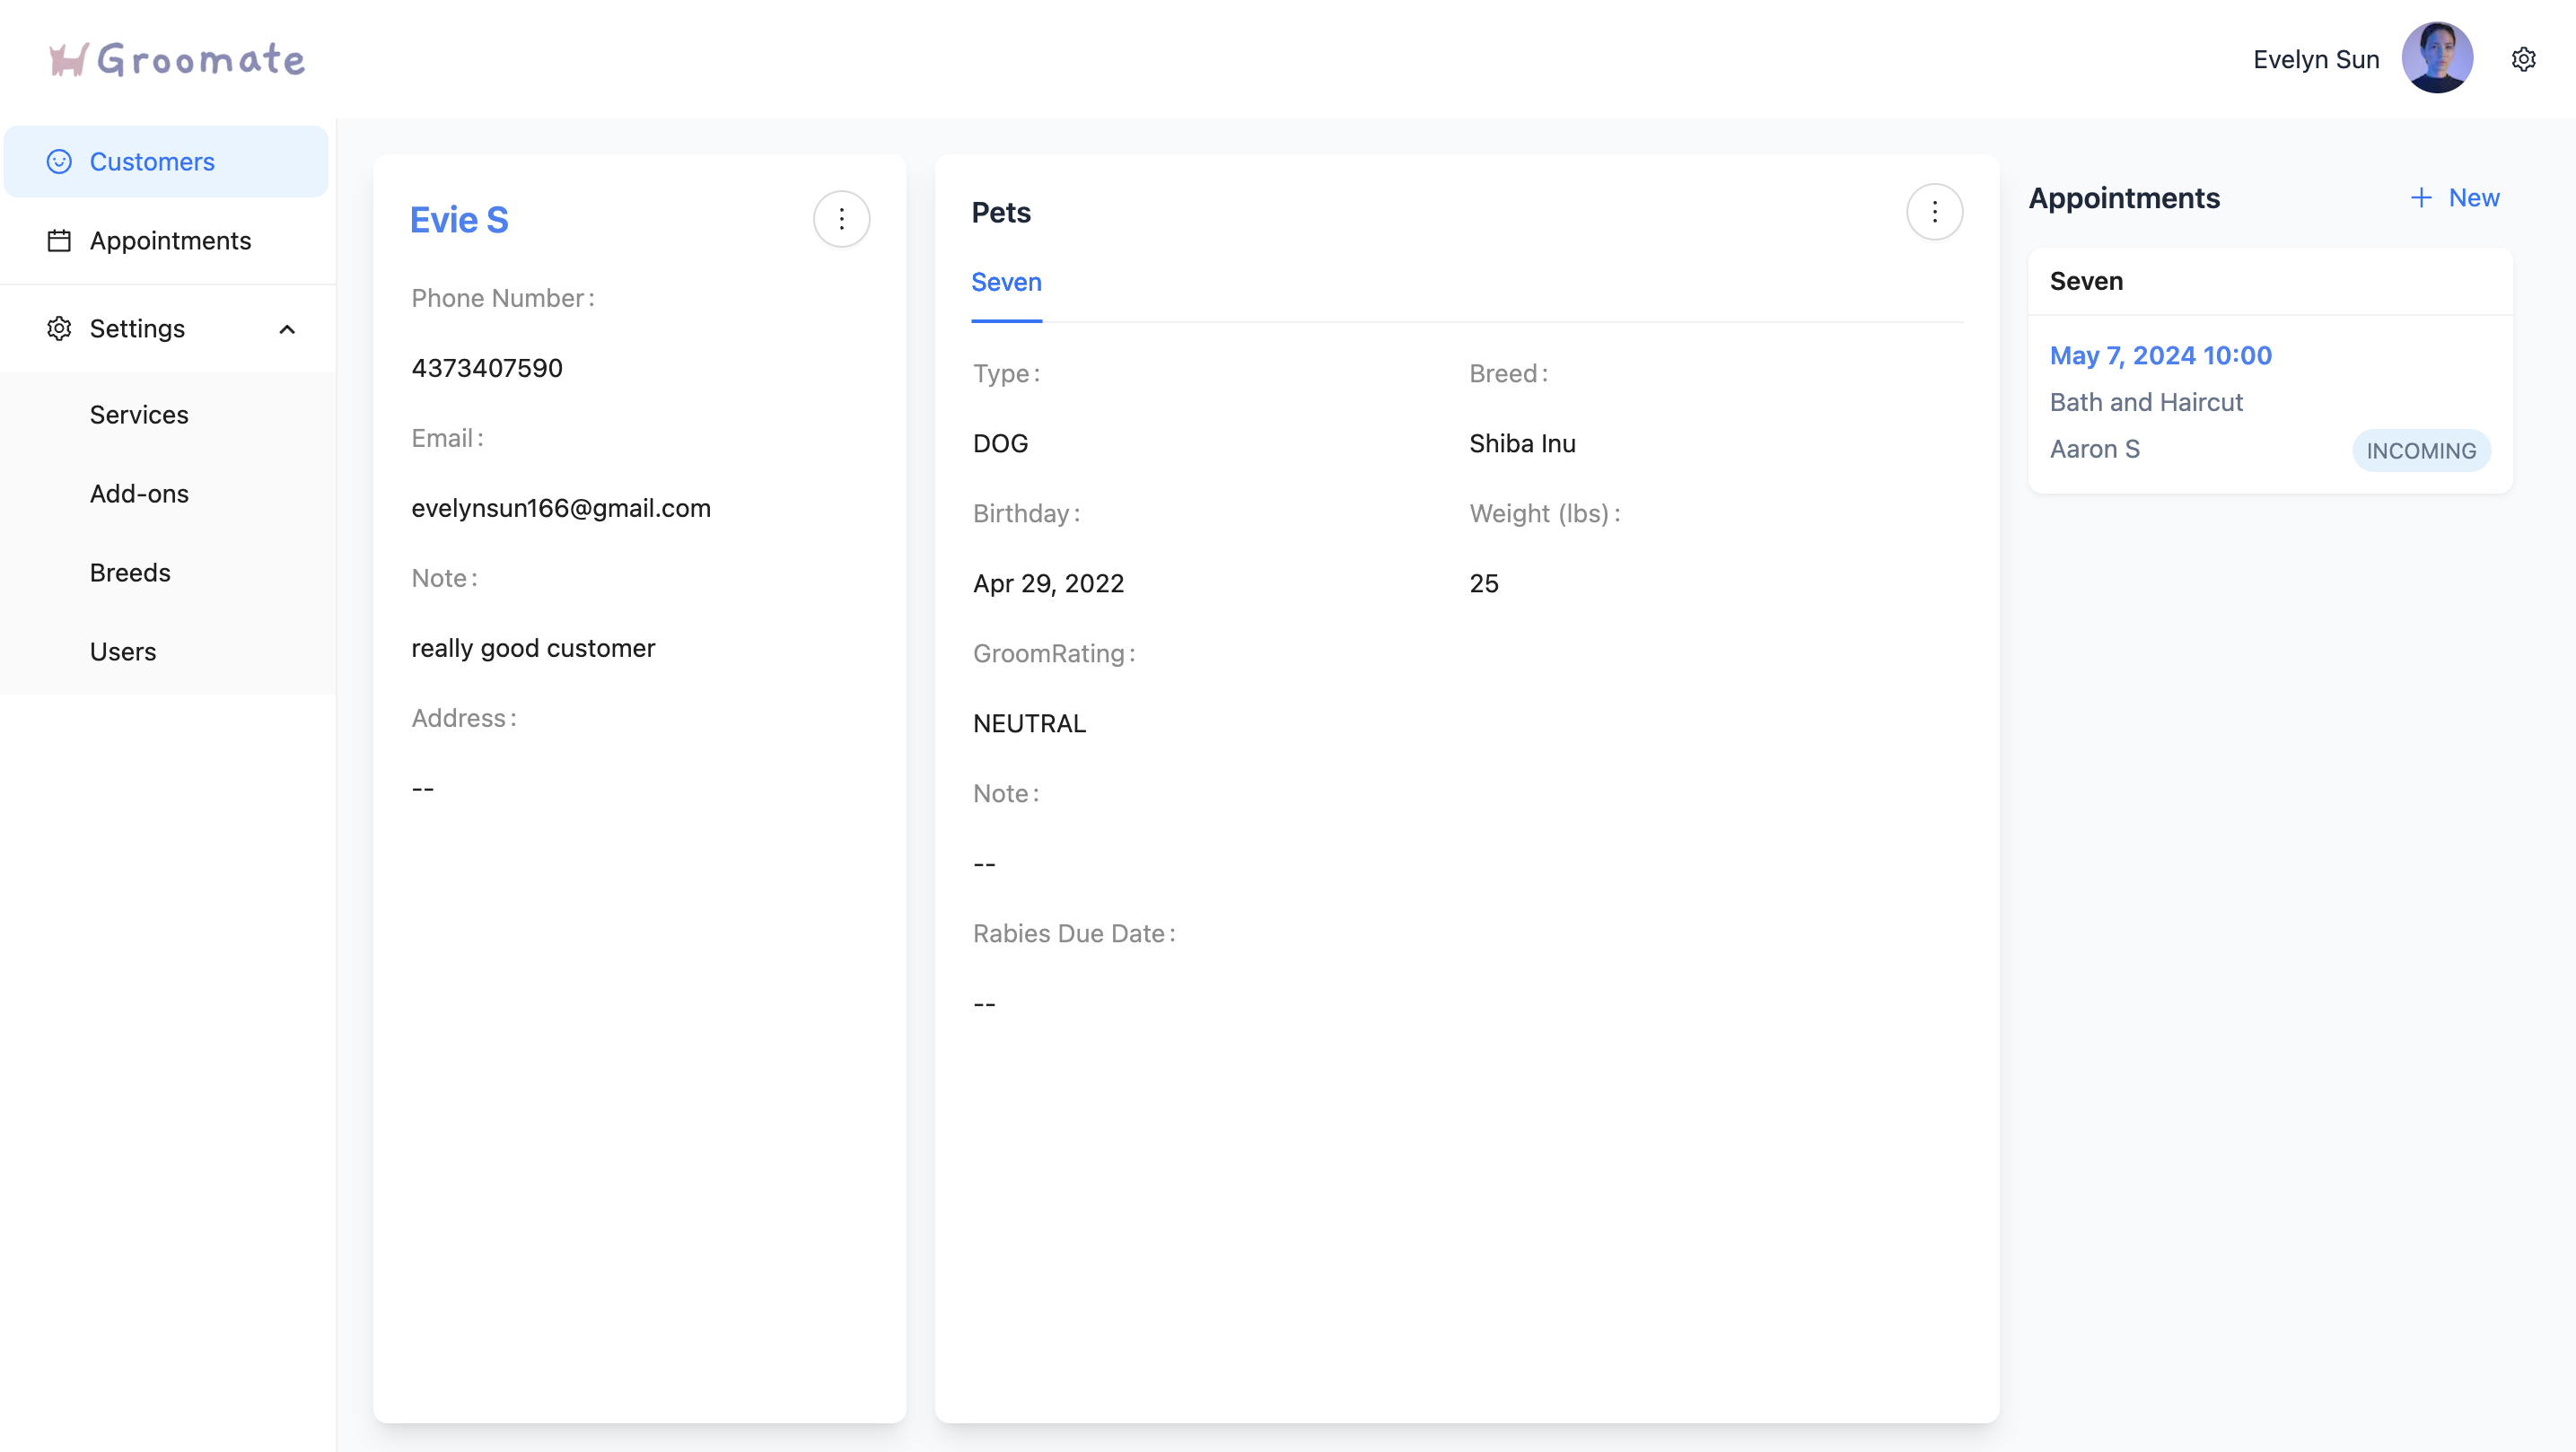 Groomate
Evelyn Sun
Customers
Appointments
Settings
Services
Add-ons
Breeds
Users
Evie S
Phone Number:
4373407590
Email:
evelynsun166@gmail.com
Note:
really good customer
Address:
--
Pets
Seven
Type:
DOG
Breed:
Shiba Inu
Birthday:
Apr 29, 2022
Weight (lbs):
25
GroomRating:
NEUTRAL
Note:
--
Rabies Due Date:
--
Appointments
+ New
Seven
May 7, 2024 10:00
Bath and Haircut
Aaron S
INCOMING